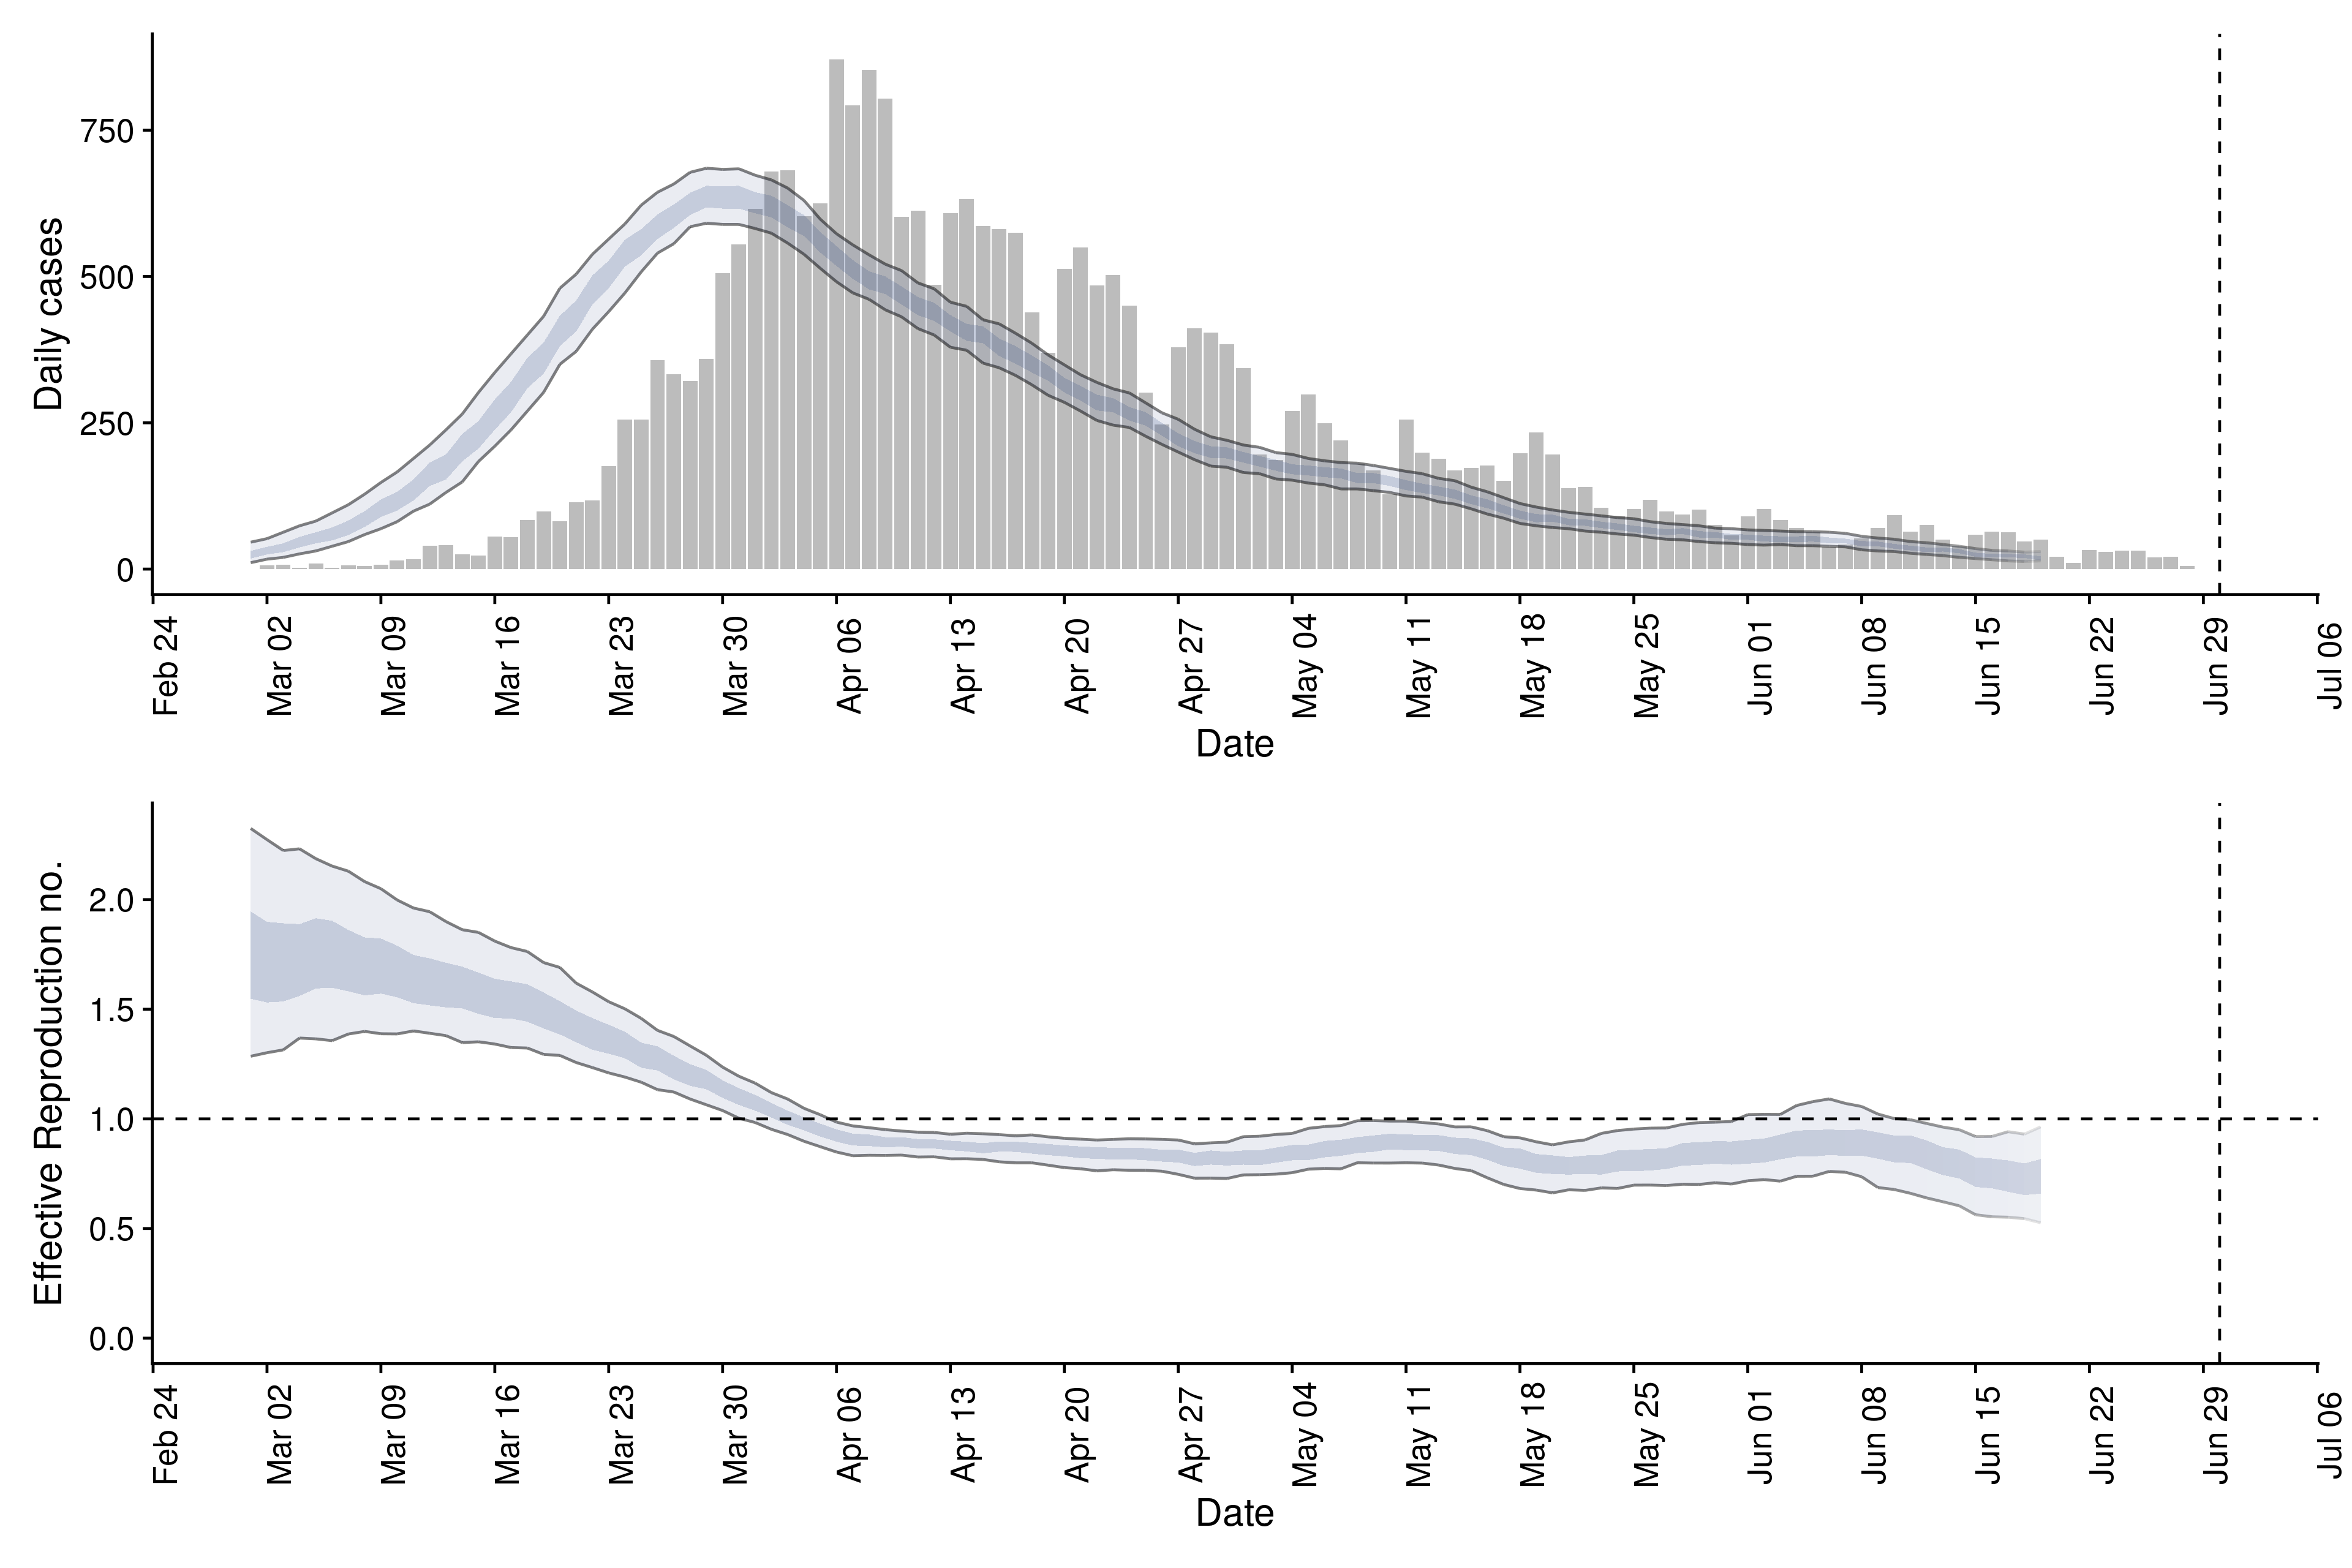 Daily cases
750
500
250
0
Feb 24
Mar 02
Mar 09
Mar 16
Mar 23
Mar 30
Apr 06
Apr 13
Apr 20
Apr 27
May 04
May 11
May 18
May 25
Jun 01
Jun 08
Jun 15
Jun 22
Jun 29
Jul 06
Date
Effective Reproduction no.
2.0
1.5
1.0
0.5
0.0
Feb 24
Mar 02
Mar 09
Mar 16
Mar 23
Mar 30
Apr 06
Apr 13
Apr 20
Apr 27
May 04
May 11
May 18
May 25
Jun 01
Jun 08
Jun 15
Jun 22
Jun 29
Jul 06
Date